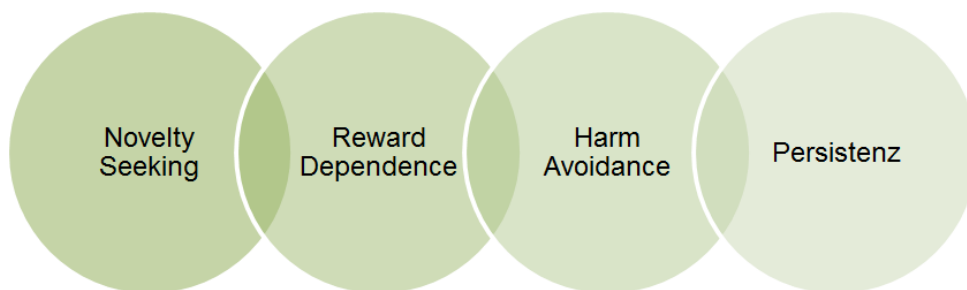 Novelty
Seeking
Reward
Dependence
Harm
Avoidance
Persistenz